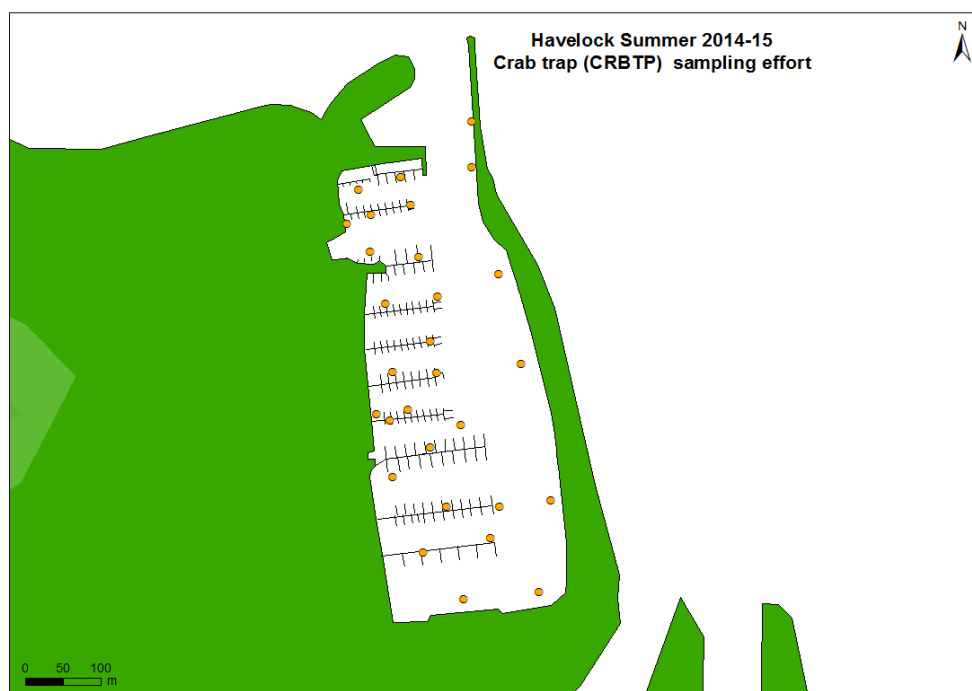 Havelock Summer 2014-15
Crab trap (CRBTP) sampling effort
N
0 50 100
m